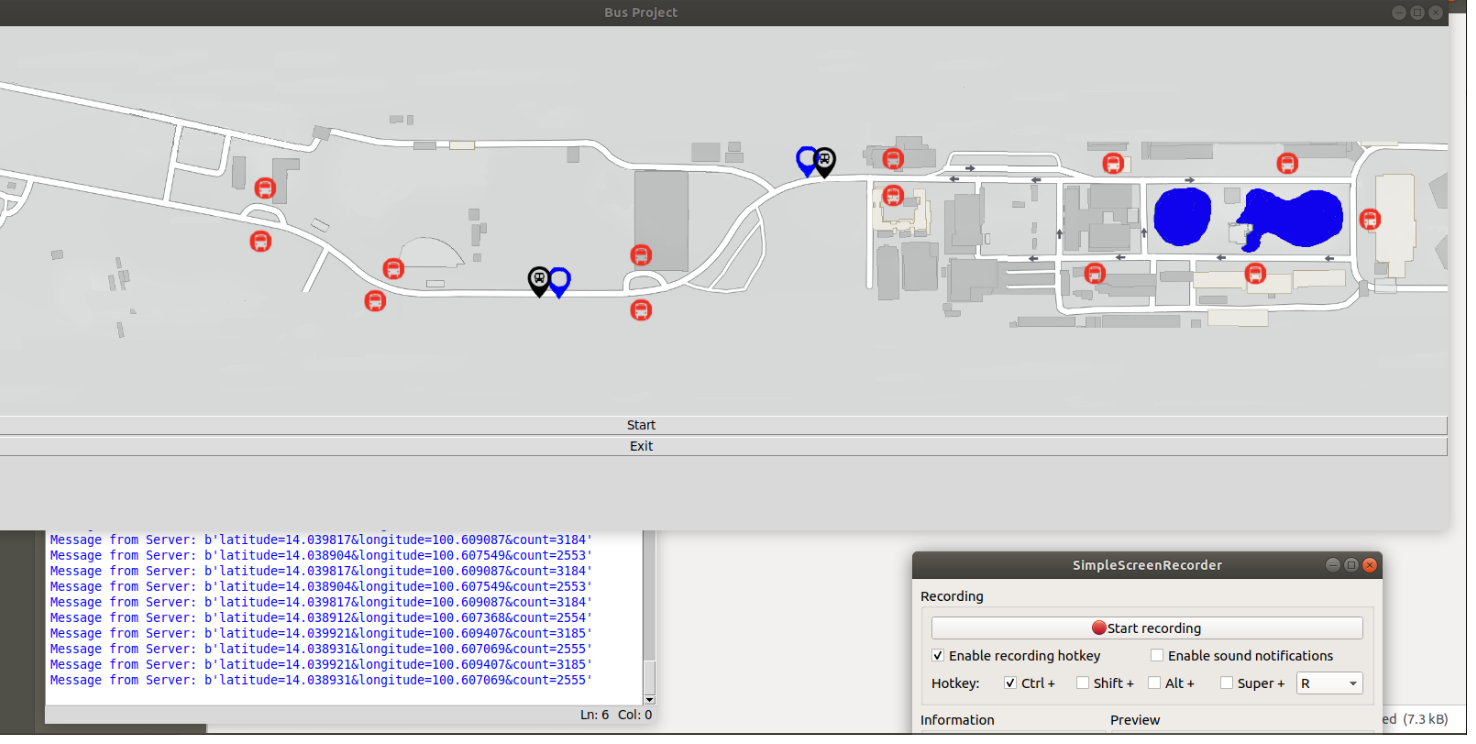 Bus Project
Start
Exit
Message from Server: b'latitude=14.039817&longitude=100.609087&count=3184'
Message from Server: b'latitude=14.038904&longitude=100.607549&count=2553'
Message from Server: b'latitude=14.039817&longitude=100.609087&count=3184'
Message from Server: b'latitude=14.038904&longitude=100.607549&count=2553'
Message from Server: b'latitude=14.039817&longitude=100.609087&count=3184'
Message from Server: b'latitude=14.038912&longitude=100.607368&count=2554'
Message from Server: b'latitude=14.039921&longitude=100.609407&count=3185'
Message from Server: b'latitude=14.038931&longitude=100.607069&count=2555'
Message from Server: b'latitude=14.039921&longitude=100.609407&count=3185'
Message from Server: b'latitude=14.038931&longitude=100.607069&count=2555'
Ln: 6 Col: 0
SimpleScreenRecorder
Recording
Start recording
Enable recording hotkey Enable sound notifications
Hotkey: Ctrl + Shift + Alt + Super + R
Information Preview
ed (7.3 kB)